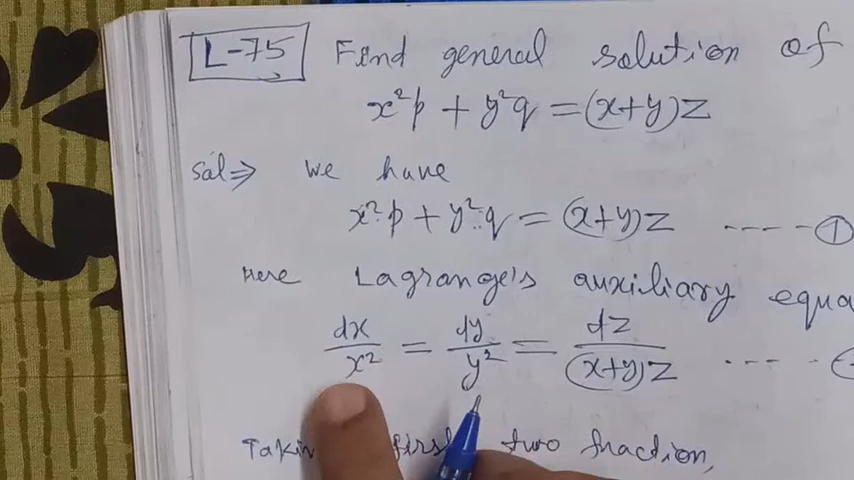 L-75 Find general solution of
x²p + y²q = (x+y)z
Sol⇒ we have
x²p + y²q = (x+y)z ---- ①
Here Lagrange's auxiliary equa
dx/x² = dy/y² = dz/(x+y)z ---
first two fraction,